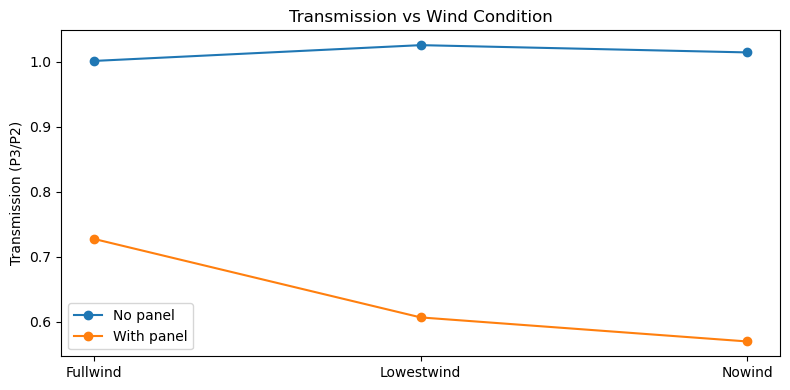 Transmission vs Wind Condition
Transmission (P3/P2)
1.0
0.9
0.8
0.7
0.6
No panel
With panel
Fullwind
Lowestwind
Nowind